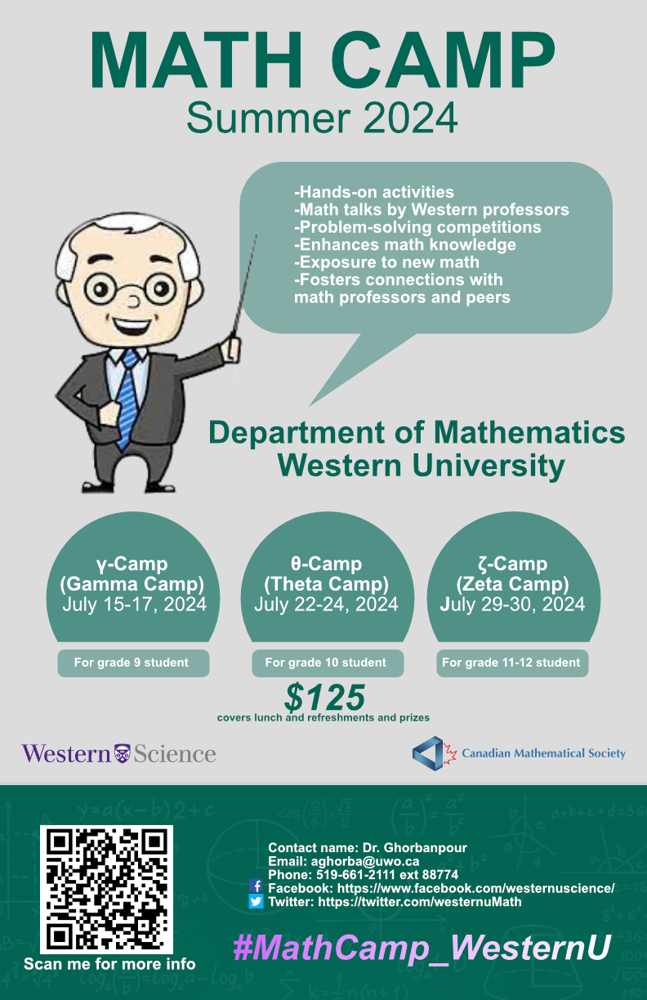 MATH CAMP
Summer 2024
-Hands-on activities
-Math talks by Western professors
-Problem-solving competitions
-Enhances math knowledge
-Exposure to new math
-Fosters connections with
math professors and peers
Department of Mathematics
Western University
γ-Camp
(Gamma Camp)
July 15-17, 2024
For grade 9 student
θ-Camp
(Theta Camp)
July 22-24, 2024
For grade 10 student
ζ-Camp
(Zeta Camp)
July 29-30, 2024
For grade 11-12 student
$125
covers lunch and refreshments and prizes
Western Science
Canadian Mathematical Society
y=a(x-b)2+c
Scan me for more info
Contact name: Dr. Ghorbanpour
Email: aghorba@uwo.ca
Phone: 519-661-2111 ext 88774
Facebook: https://www.facebook.com/westernuscience/
Twitter: https://twitter.com/westernuMath
#MathCamp_WesternU